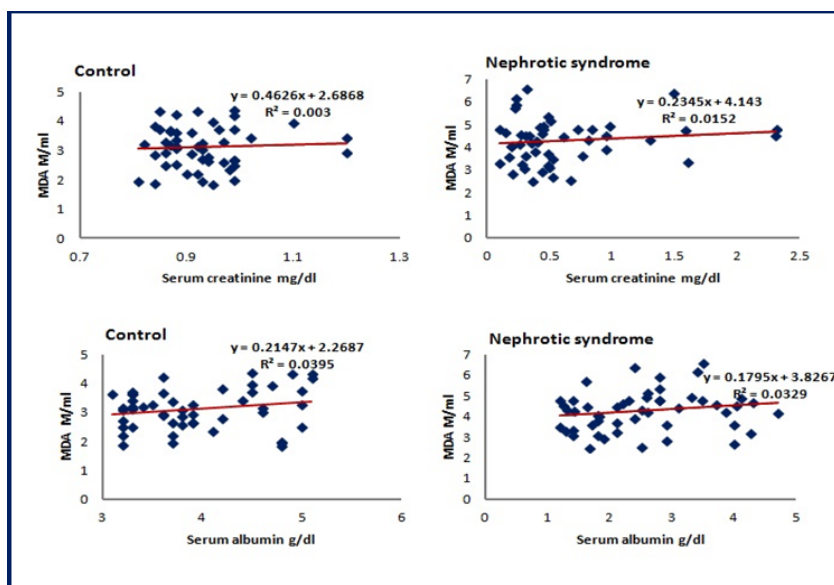 Control
y = 0.4626x + 2.6868
R² = 0.003
MDA M/ml
5
4
3
2
1
0
0.7 0.9 1.1 1.3
Serum creatinine mg/dl
Nephrotic syndrome
y = 0.2345x + 4.143
R² = 0.0152
MDA M/ml
7
6
5
4
3
2
1
0
0 0.5 1 1.5 2 2.5
Serum creatinine mg/dl
Control
y = 0.2147x + 2.2687
R² = 0.0395
MDA M/ml
5
4
3
2
1
0
3 4 5 6
Serum albumin g/dl
Nephrotic syndrome
y = 0.1795x + 3.8267
R² = 0.0329
MDA M/ml
7
6
5
4
3
2
1
0
0 1 2 3 4 5
Serum albumin g/dl